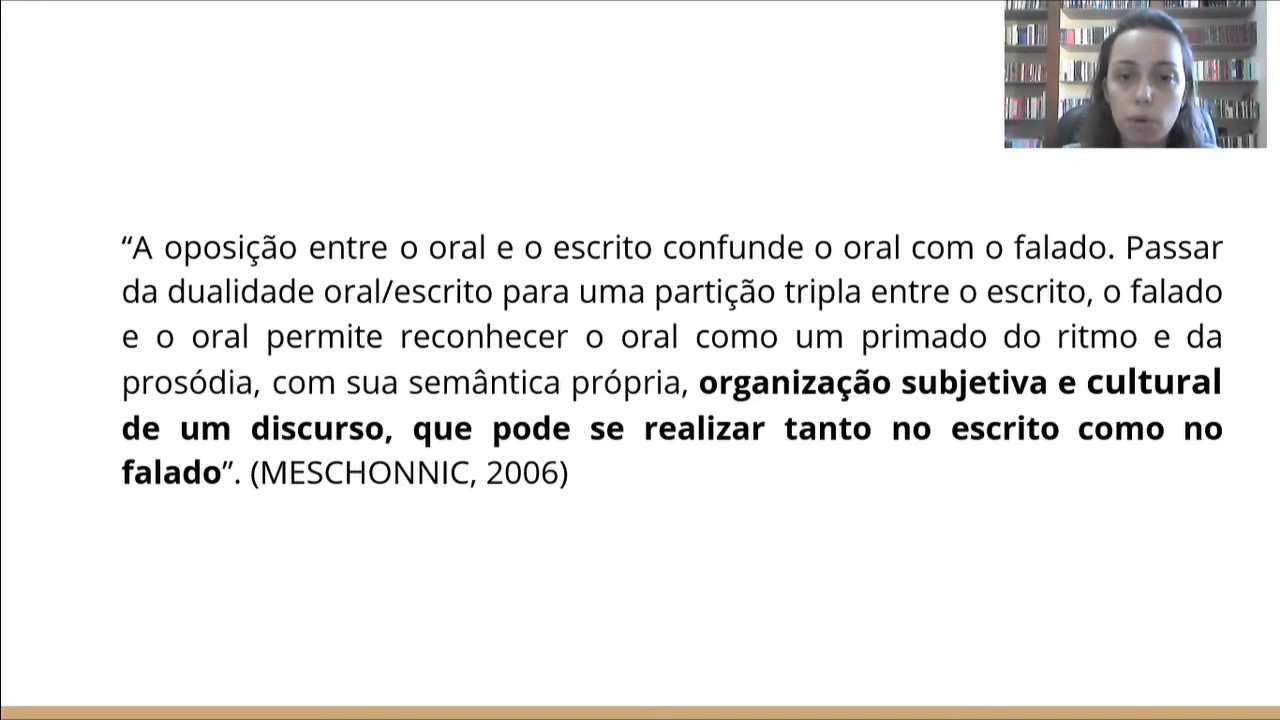 “A oposição entre o oral e o escrito confunde o oral com o falado. Passar
da dualidade oral/escrito para uma partição tripla entre o escrito, o falado
e o oral permite reconhecer o oral como um primado do ritmo e da
prosódia, com sua semântica própria, organização subjetiva e cultural
de um discurso, que pode se realizar tanto no escrito como no
falado”. (MESCHONNIC, 2006)